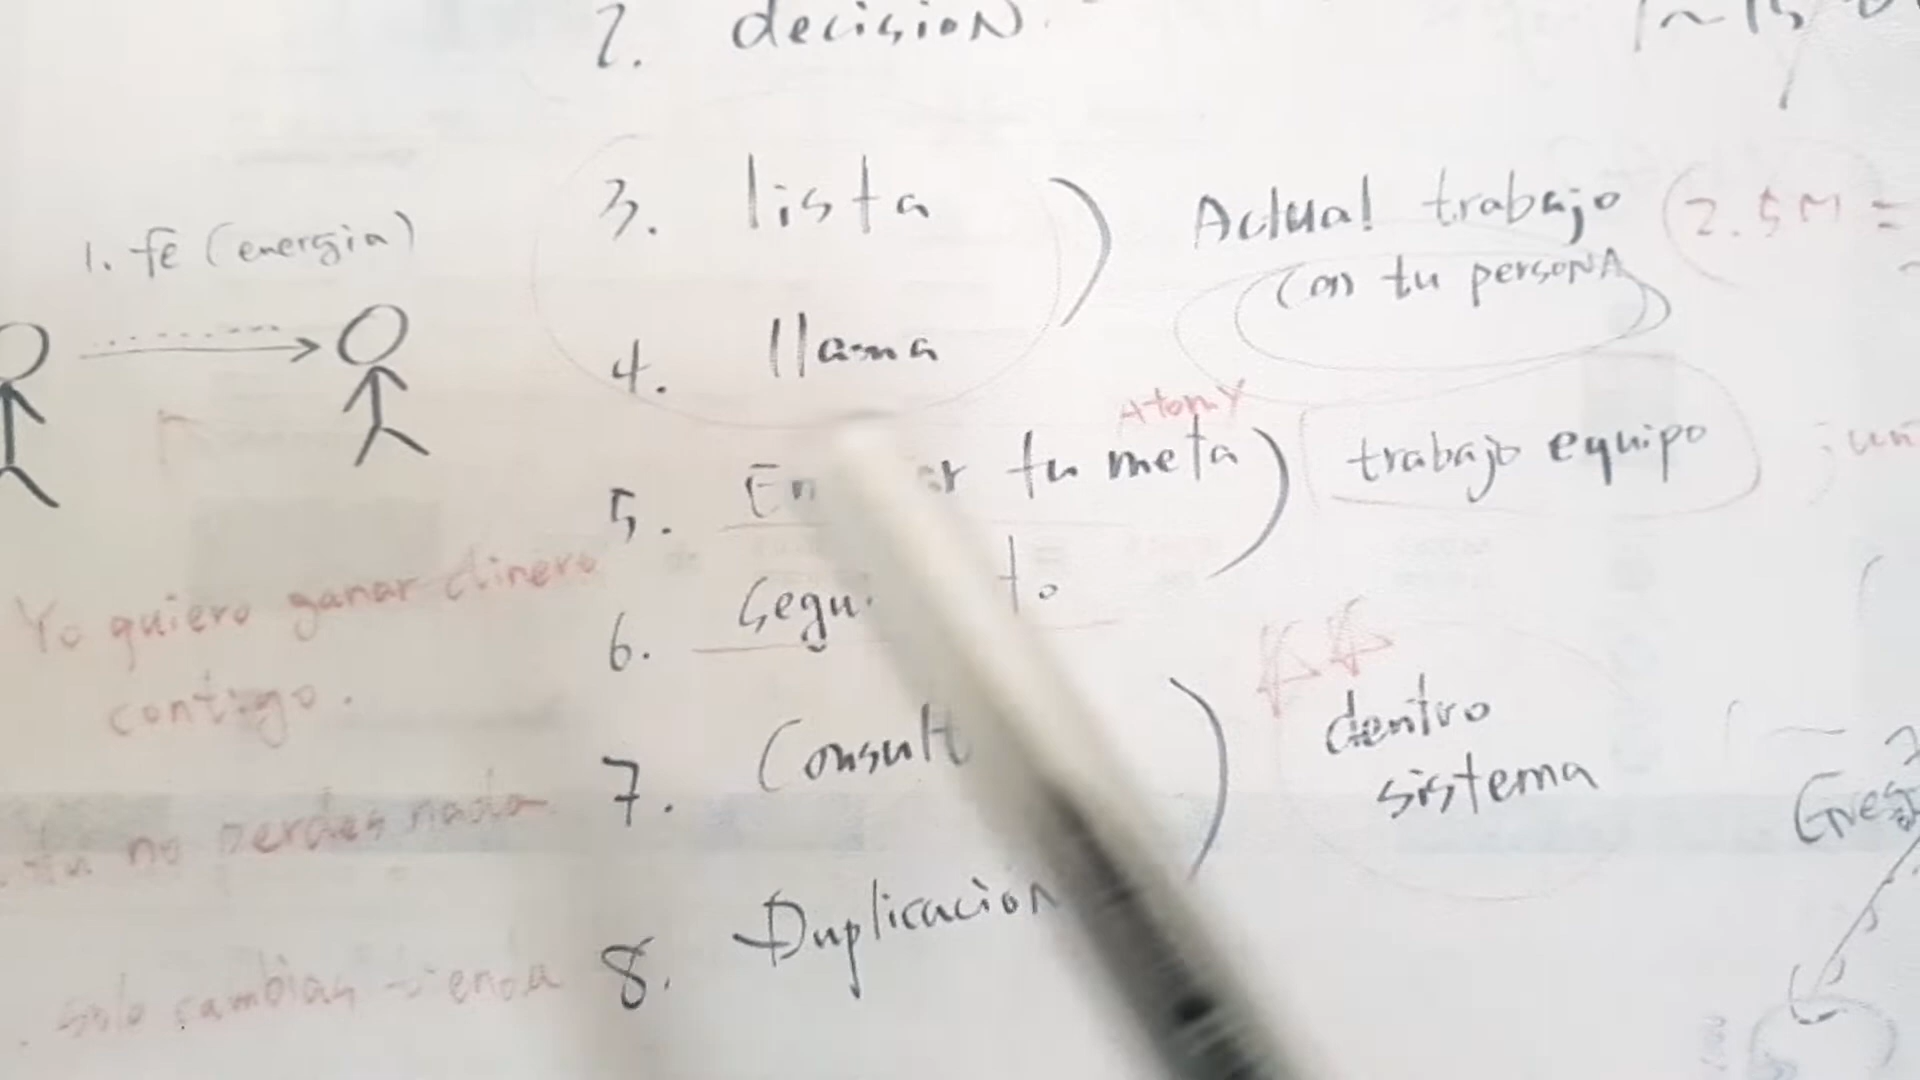 2. decision.
3. lista
Actual trabajo (2.5M =
1. fe (energia)
con tu persona
4. llama
Atomy
5. tu meta
trabajo equipo
Yo quiero ganar dinero
contigo.
6.
dentro
sistema
7. Consult
tu no perdes nada
8. Duplicacion
solo cambias